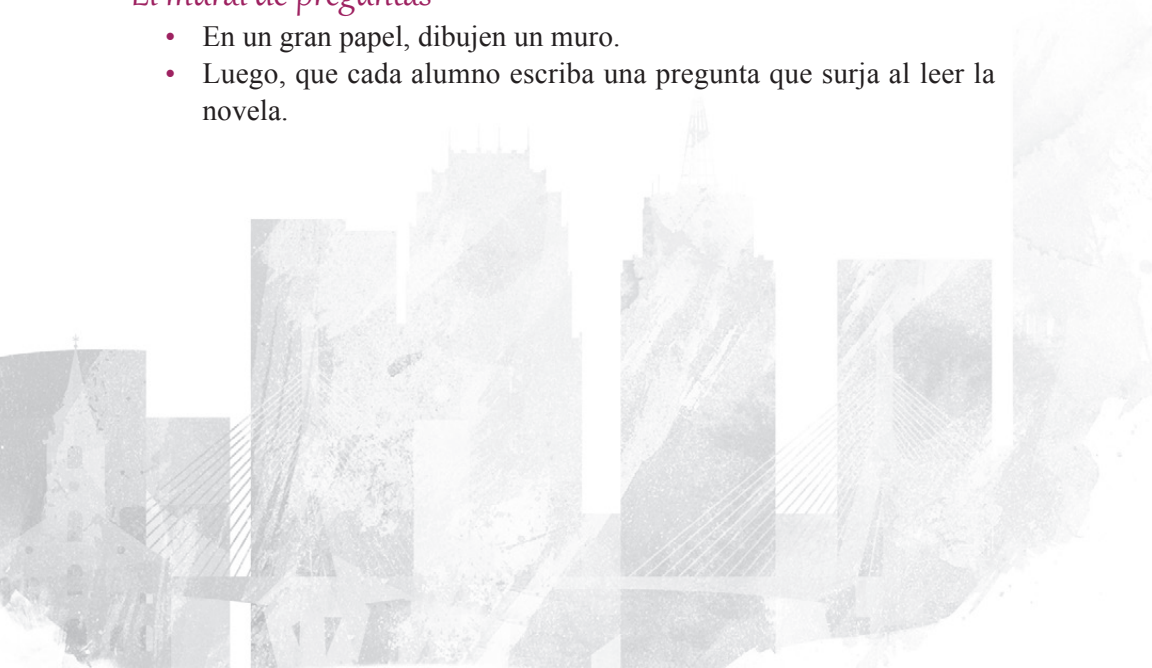 El mural de preguntas
• En un gran papel, dibujen un muro.
• Luego, que cada alumno escriba una pregunta que surja al leer la
novela.